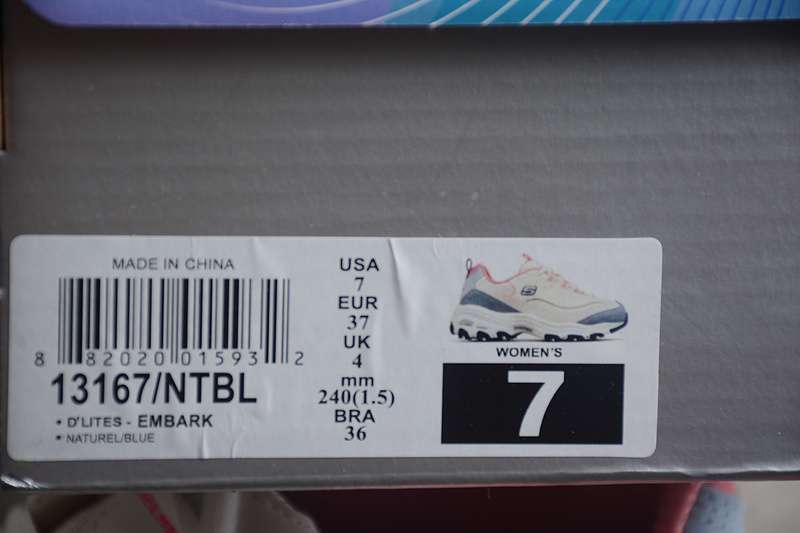 MADE IN CHINA
8 82020 01593 2
13167/NTBL
• D'LITES - EMBARK
• NATUREL/BLUE
USA
7
EUR
37
UK
4
mm
240(1.5)
BRA
36
WOMEN'S
7